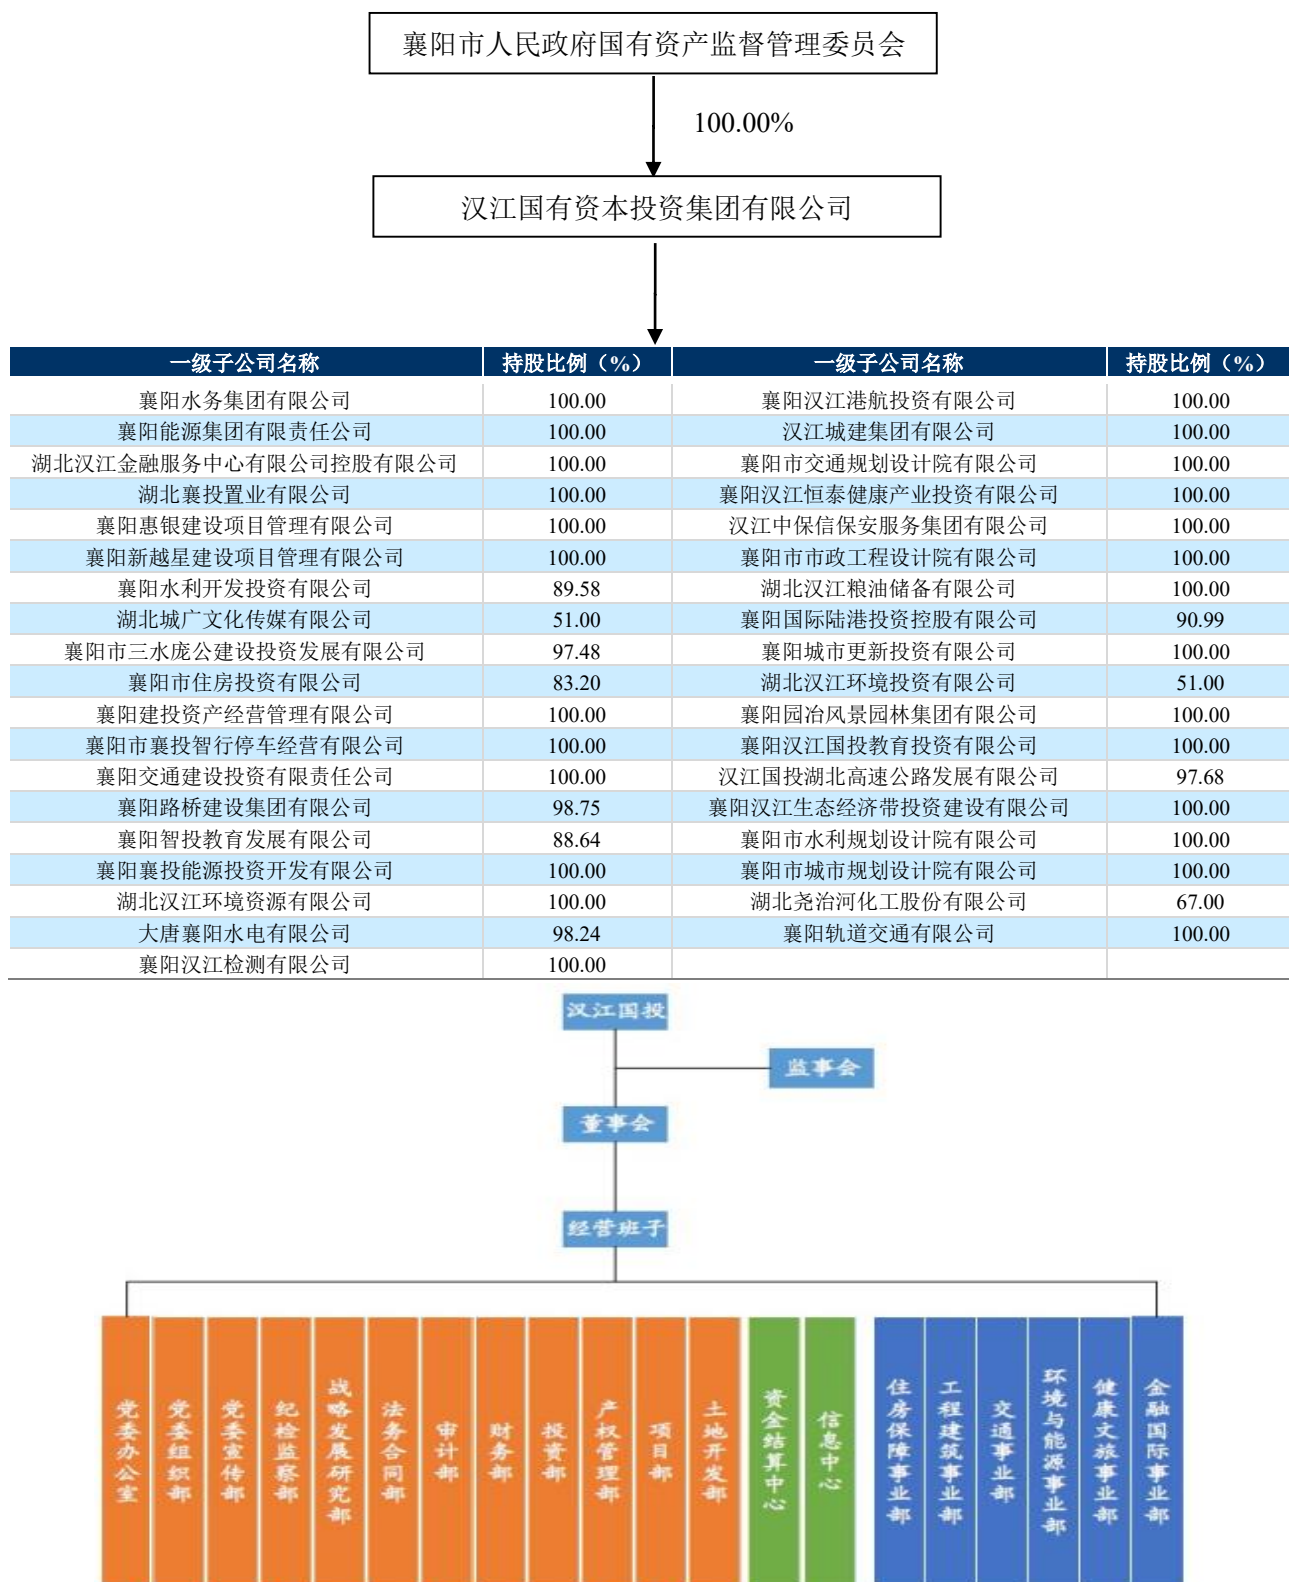 襄阳市人民政府国有资产监督管理委员会
100.00%
汉江国有资本投资集团有限公司
一级子公司名称 持股比例（%） 一级子公司名称 持股比例（%）
襄阳水务集团有限公司 100.00 襄阳汉江港航投资有限公司 100.00
襄阳能源集团有限责任公司 100.00 汉江城建集团有限公司 100.00
湖北汉江金融服务中心有限公司控股有限公司 100.00 襄阳市交通规划设计院有限公司 100.00
湖北襄投置业有限公司 100.00 襄阳汉江恒泰健康产业投资有限公司 100.00
襄阳惠银建设项目管理有限公司 100.00 汉江中保信保安服务集团有限公司 100.00
襄阳新越星建设项目管理有限公司 100.00 襄阳市市政工程设计院有限公司 100.00
襄阳水利开发投资有限公司 89.58 湖北汉江粮油储备有限公司 100.00
湖北城广文化传媒有限公司 51.00 襄阳国际陆港投资控股有限公司 90.99
襄阳市三水庞公建设投资发展有限公司 97.48 襄阳城市更新投资有限公司 100.00
襄阳市住房投资有限公司 83.20 湖北汉江环境投资有限公司 51.00
襄阳建投资产经营管理有限公司 100.00 襄阳园冶风景园林集团有限公司 100.00
襄阳市襄投智行停车经营有限公司 100.00 襄阳汉江国投教育投资有限公司 100.00
襄阳交通建设投资有限责任公司 100.00 汉江国投湖北高速公路发展有限公司 97.68
襄阳路桥建设集团有限公司 98.75 襄阳汉江生态经济带投资建设有限公司 100.00
襄阳智投教育发展有限公司 88.64 襄阳市水利规划设计院有限公司 100.00
襄阳襄投能源投资开发有限公司 100.00 襄阳市城市规划设计院有限公司 100.00
湖北汉江环境资源有限公司 100.00 湖北尧治河化工股份有限公司 67.00
大唐襄阳水电有限公司 98.24 襄阳轨道交通有限公司 100.00
襄阳汉江检测有限公司 100.00
汉江国投
监事会
董事会
经营班子
党委办公室
党委组织部
党委宣传部
纪检监察部
战略发展研究部
法务合同部
审计部
财务部
投资部
产权管理部
项目部
土地开发部
资金结算中心
信息中心
住房保障事业部
工程建筑事业部
交通事业部
环境与能源事业部
健康文旅事业部
金融国际事业部